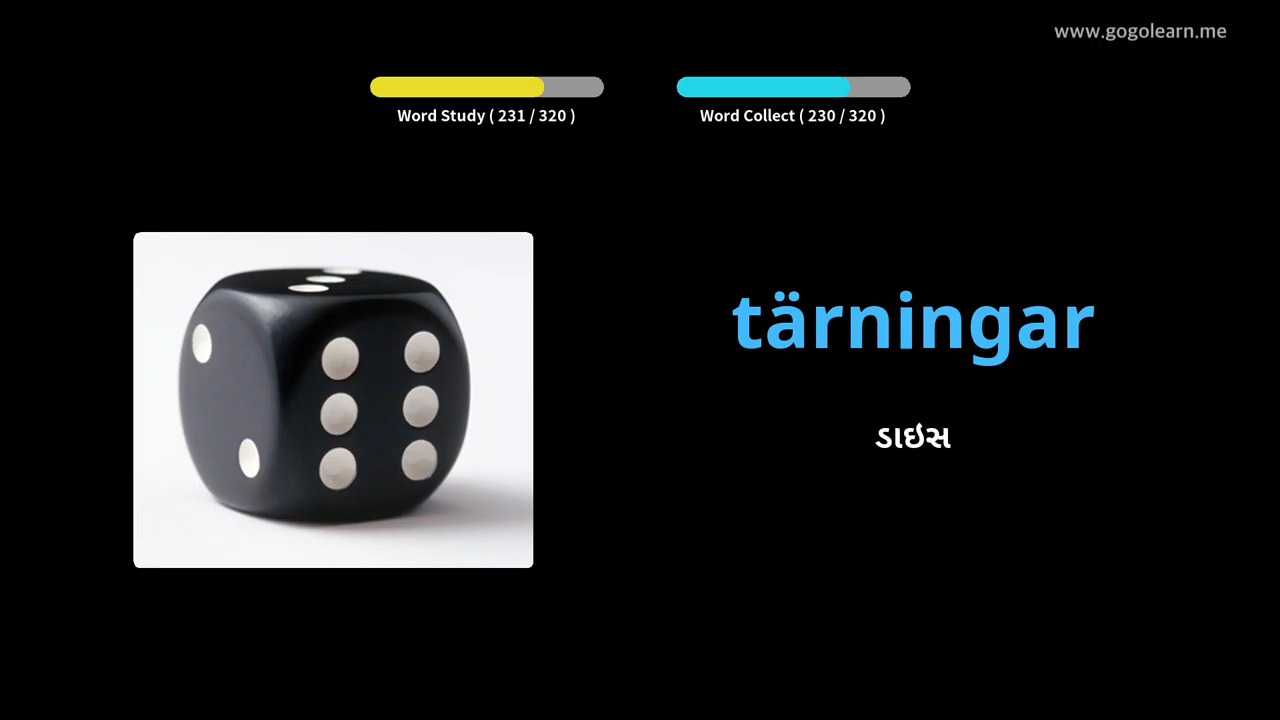 www.gogolearn.me
Word Study ( 231 / 320 )
Word Collect ( 230 / 320 )
tärningar
ડાઇસ